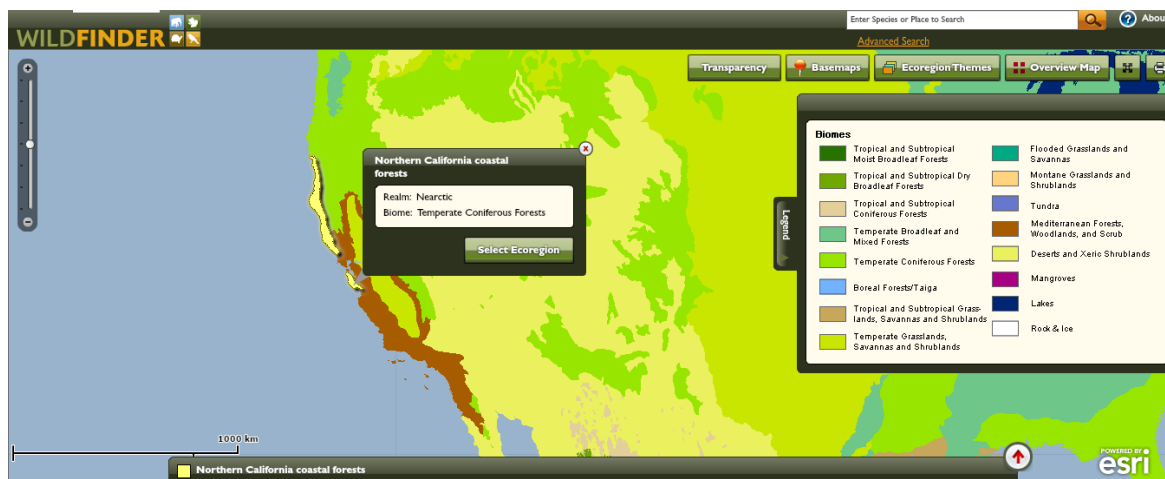 WILDFINDER
Enter Species or Place to Search
? Abou
Advanced Search
Transparency
Basemaps
Ecoregion Themes
Overview Map
Northern California coastal
forests
x
Realm: Nearctic
Biome: Temperate Coniferous Forests
Select Ecoregion
Legend
Biomes
Tropical and Subtropical
Moist Broadleaf Forests
Tropical and Subtropical Dry
Broadleaf Forests
Tropical and Subtropical
Coniferous Forests
Temperate Broadleaf and
Mixed Forests
Temperate Coniferous Forests
Boreal Forests/Taiga
Tropical and Subtropical Grass-
lands, Savannas and Shrublands
Temperate Grasslands,
Savannas and Shrublands
Flooded Grasslands and
Savannas
Montane Grasslands and
Shrublands
Tundra
Mediterranean Forests,
Woodlands, and Scrub
Deserts and Xeric Shrublands
Mangroves
Lakes
Rock & Ice
1000 km
Northern California coastal forests
POWERED BY
esri